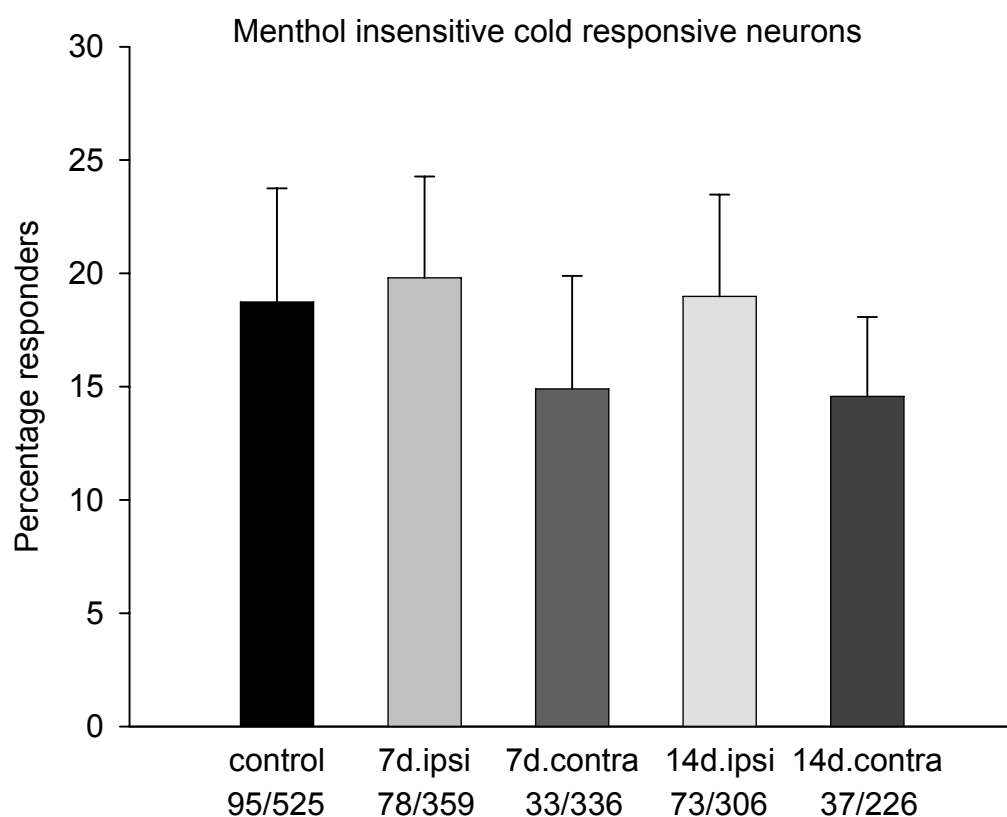 Menthol insensitive cold responsive neurons
30
25
20
15
10
5
0
Percentage responders
control 7d.ipsi 7d.contra 14d.ipsi 14d.contra
95/525 78/359 33/336 73/306 37/226